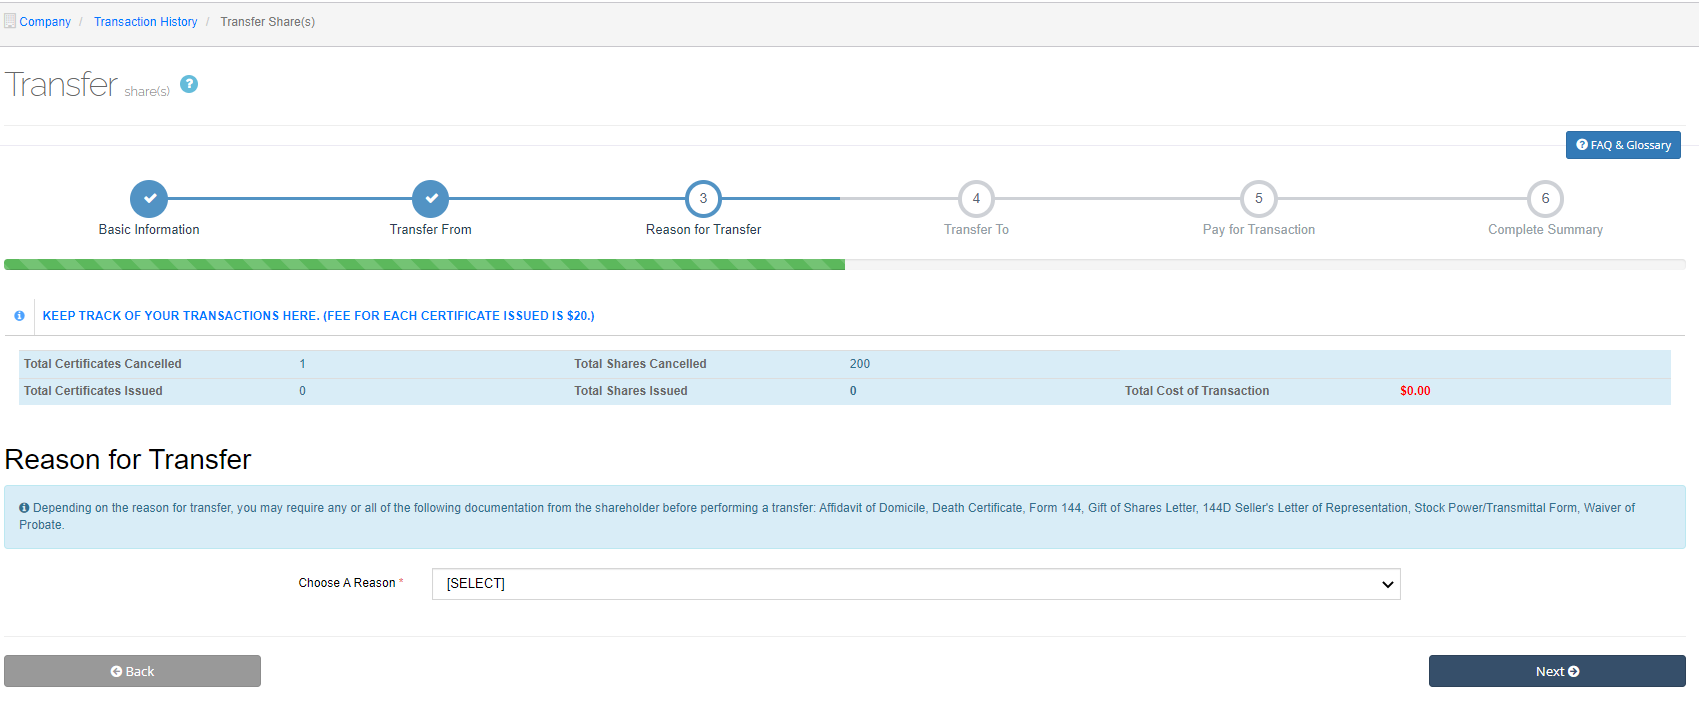 Company / Transaction History / Transfer Share(s)
Transfer share(s) ?
? FAQ & Glossary
3 4 5 6
Basic Information Transfer From Reason for Transfer Transfer To Pay for Transaction Complete Summary
KEEP TRACK OF YOUR TRANSACTIONS HERE. (FEE FOR EACH CERTIFICATE ISSUED IS $20.)
Total Certificates Cancelled 1 Total Shares Cancelled 200
Total Certificates Issued 0 Total Shares Issued 0 Total Cost of Transaction $0.00
Reason for Transfer
Depending on the reason for transfer, you may require any or all of the following documentation from the shareholder before performing a transfer: Affidavit of Domicile, Death Certificate, Form 144, Gift of Shares Letter, 144D Seller's Letter of Representation, Stock Power/Transmittal Form, Waiver of
Probate.
Choose A Reason * [SELECT]
Back Next